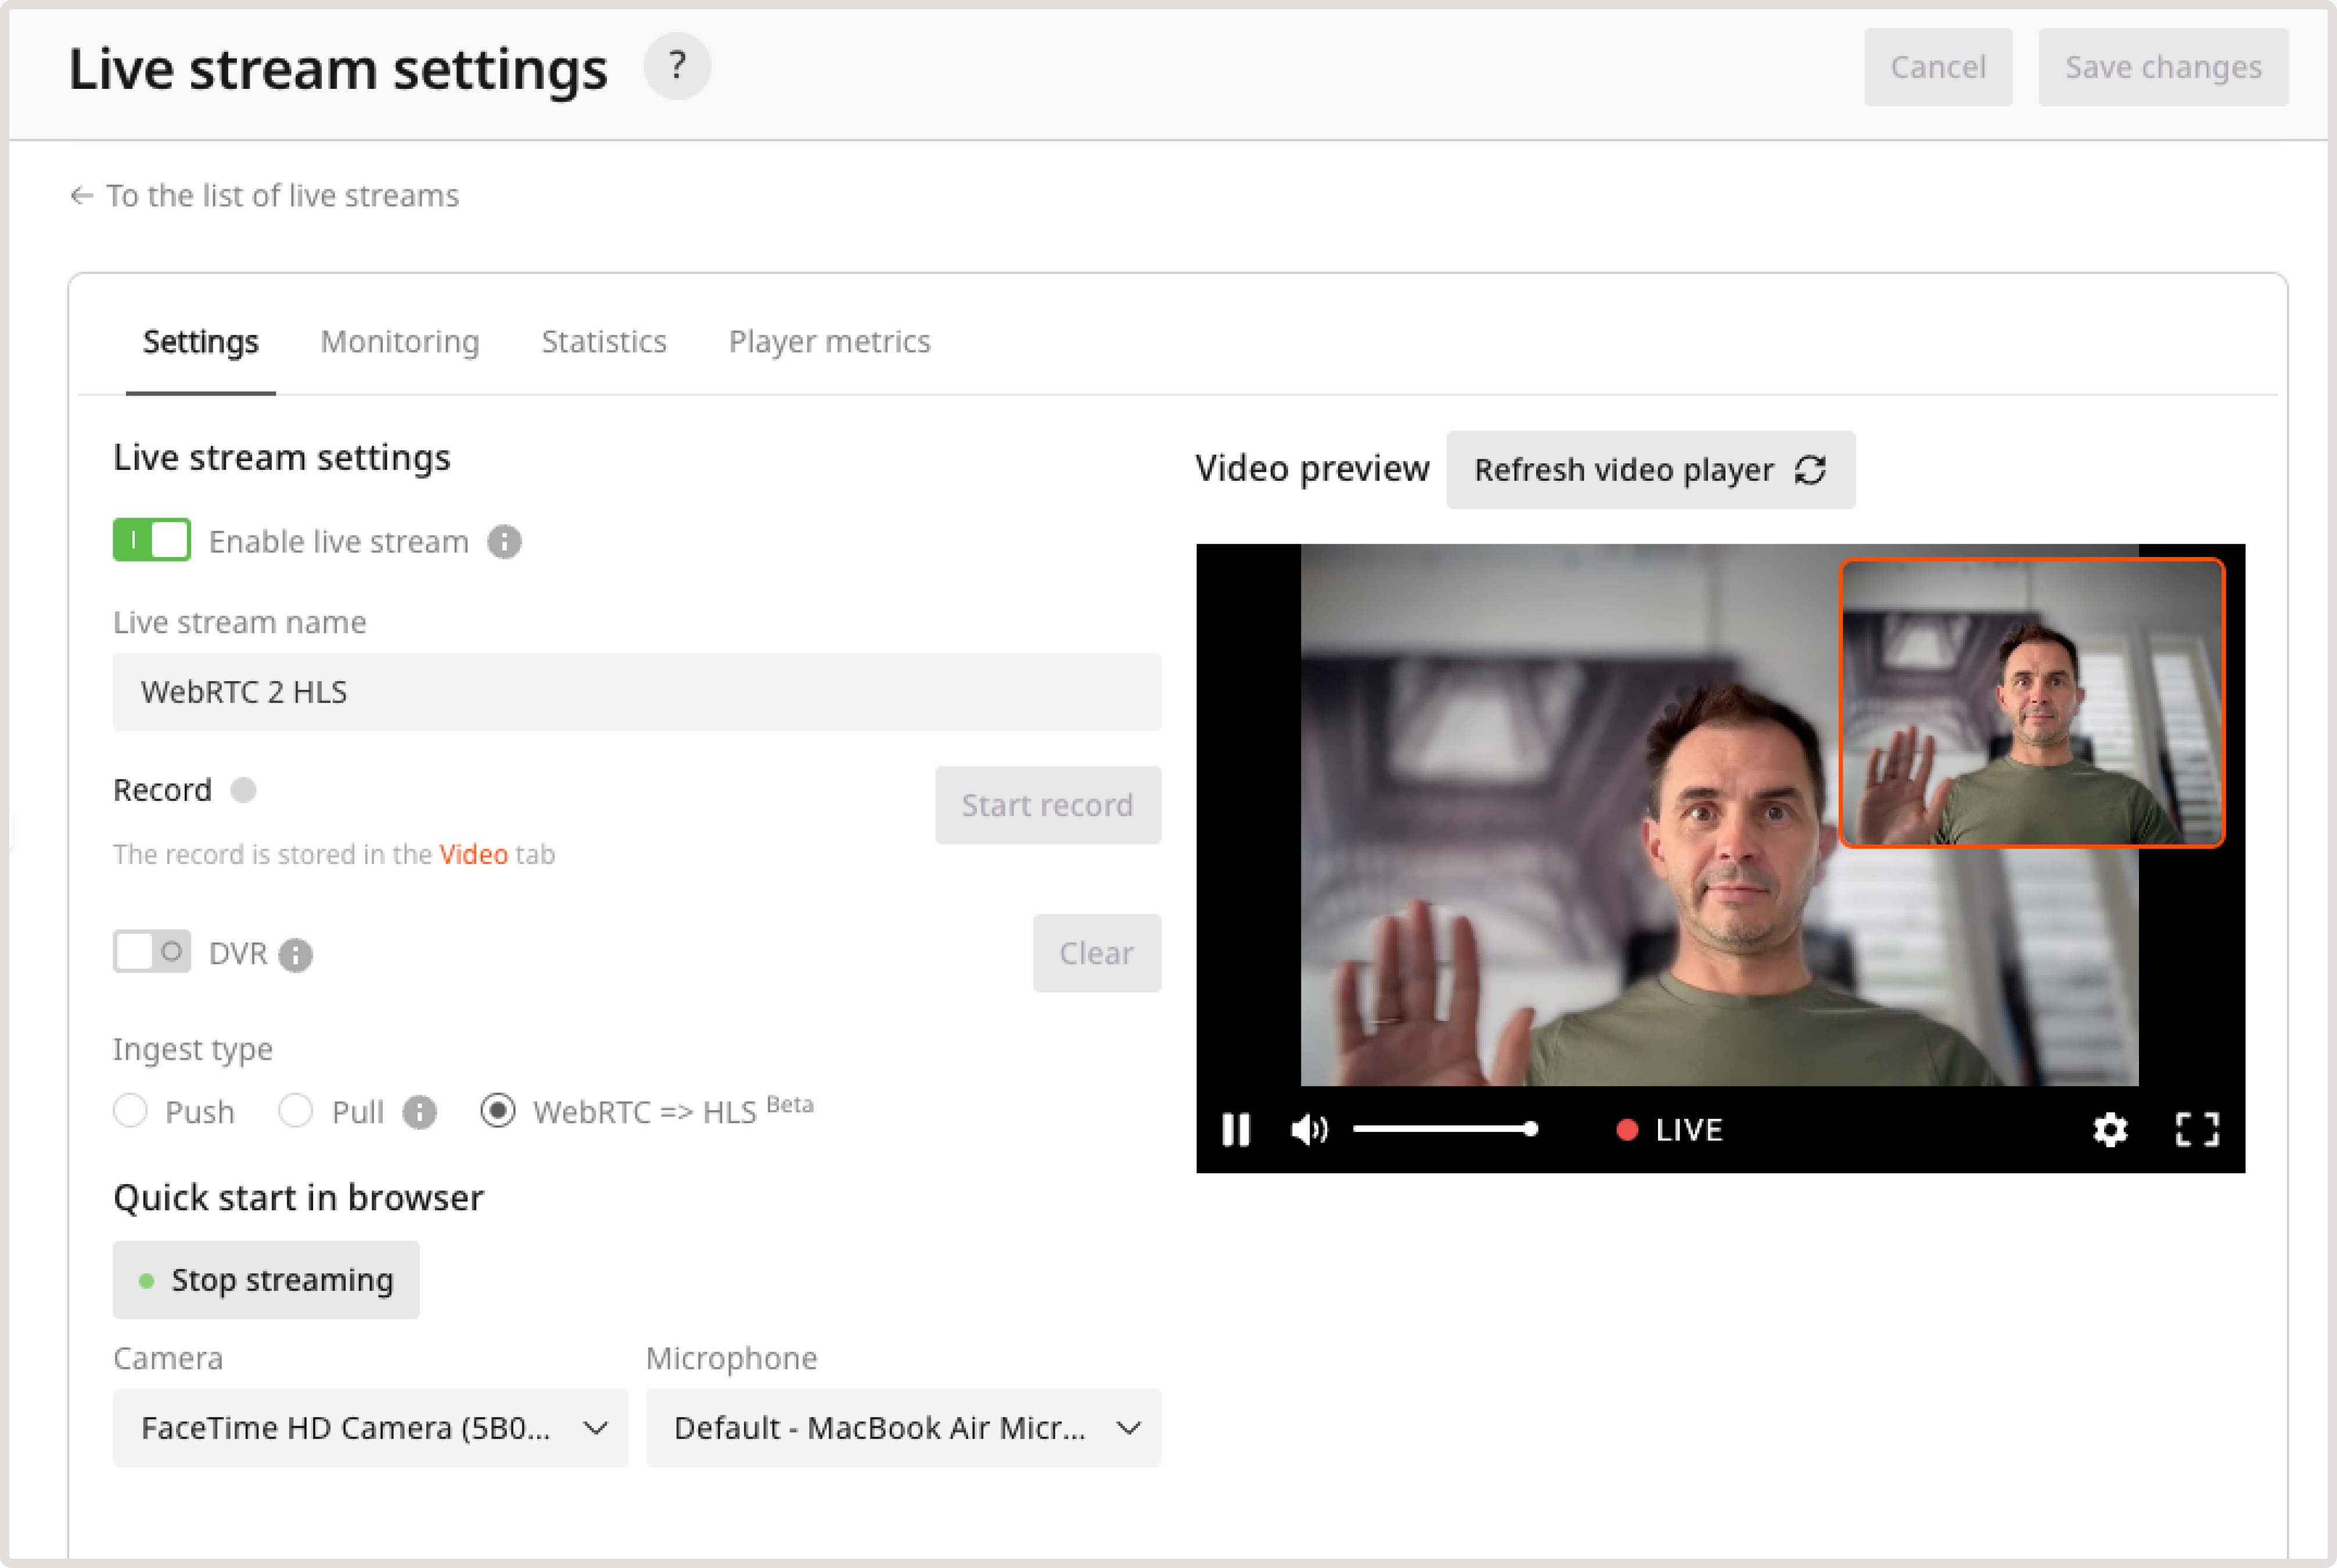 Live stream settings
?
Cancel
Save changes
← To the list of live streams
Settings
Monitoring
Statistics
Player metrics
Live stream settings
Enable live stream
Live stream name
WebRTC 2 HLS
Record
Start record
The record is stored in the Video tab
DVR
Clear
Ingest type
Push
Pull
WebRTC => HLS Beta
Quick start in browser
Stop streaming
Camera
Microphone
FaceTime HD Camera (5B0...
Default - MacBook Air Micr...
Video preview
Refresh video player
LIVE